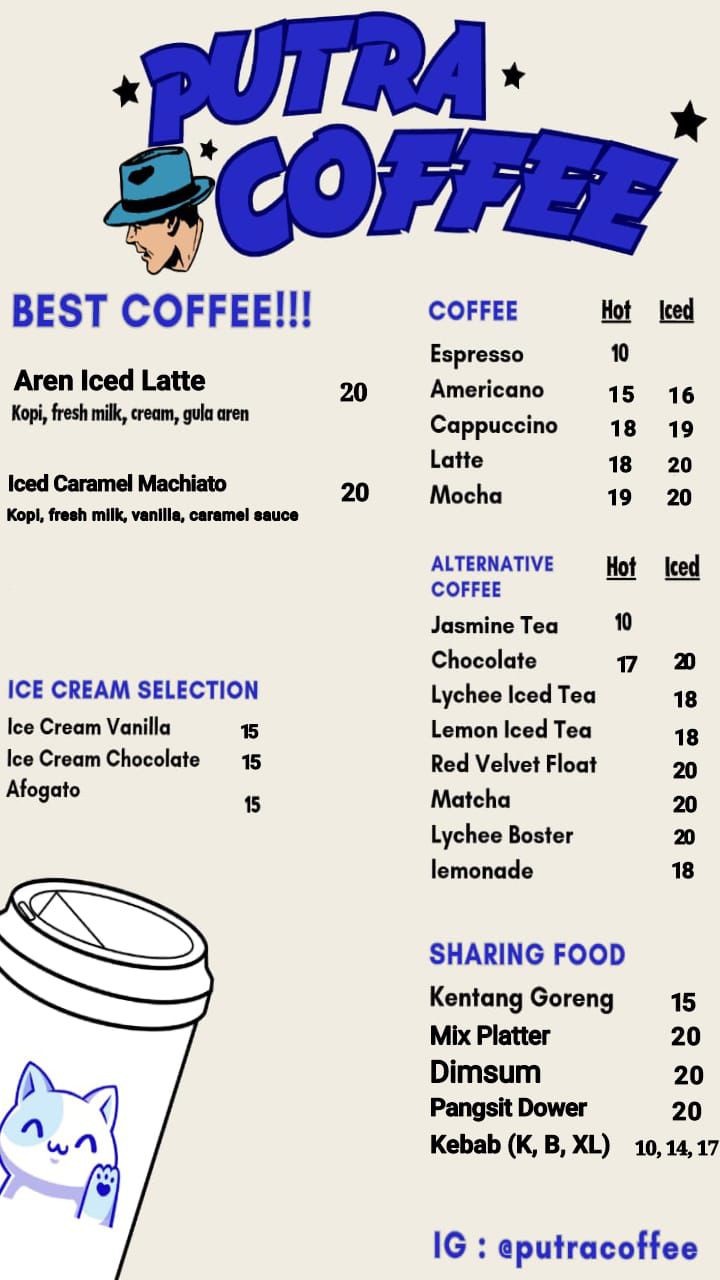 PUTRA
COFFEE
BEST COFFEE!!!
Aren Iced Latte 20
Kopi, fresh milk, cream, gula aren
Iced Caramel Machiato 20
Kopi, fresh milk, vanilla, caramel sauce
ICE CREAM SELECTION
Ice Cream Vanilla 15
Ice Cream Chocolate 15
Afogato 15
COFFEE Hot Iced
Espresso 10
Americano 15 16
Cappuccino 18 19
Latte 18 20
Mocha 19 20
ALTERNATIVE Hot Iced
COFFEE
Jasmine Tea 10
Chocolate 17 20
Lychee Iced Tea 18
Lemon Iced Tea 18
Red Velvet Float 20
Matcha 20
Lychee Boster 20
lemonade 18
SHARING FOOD
Kentang Goreng 15
Mix Platter 20
Dimsum 20
Pangsit Dower 20
Kebab (K, B, XL) 10, 14, 17
IG : @putracoffee